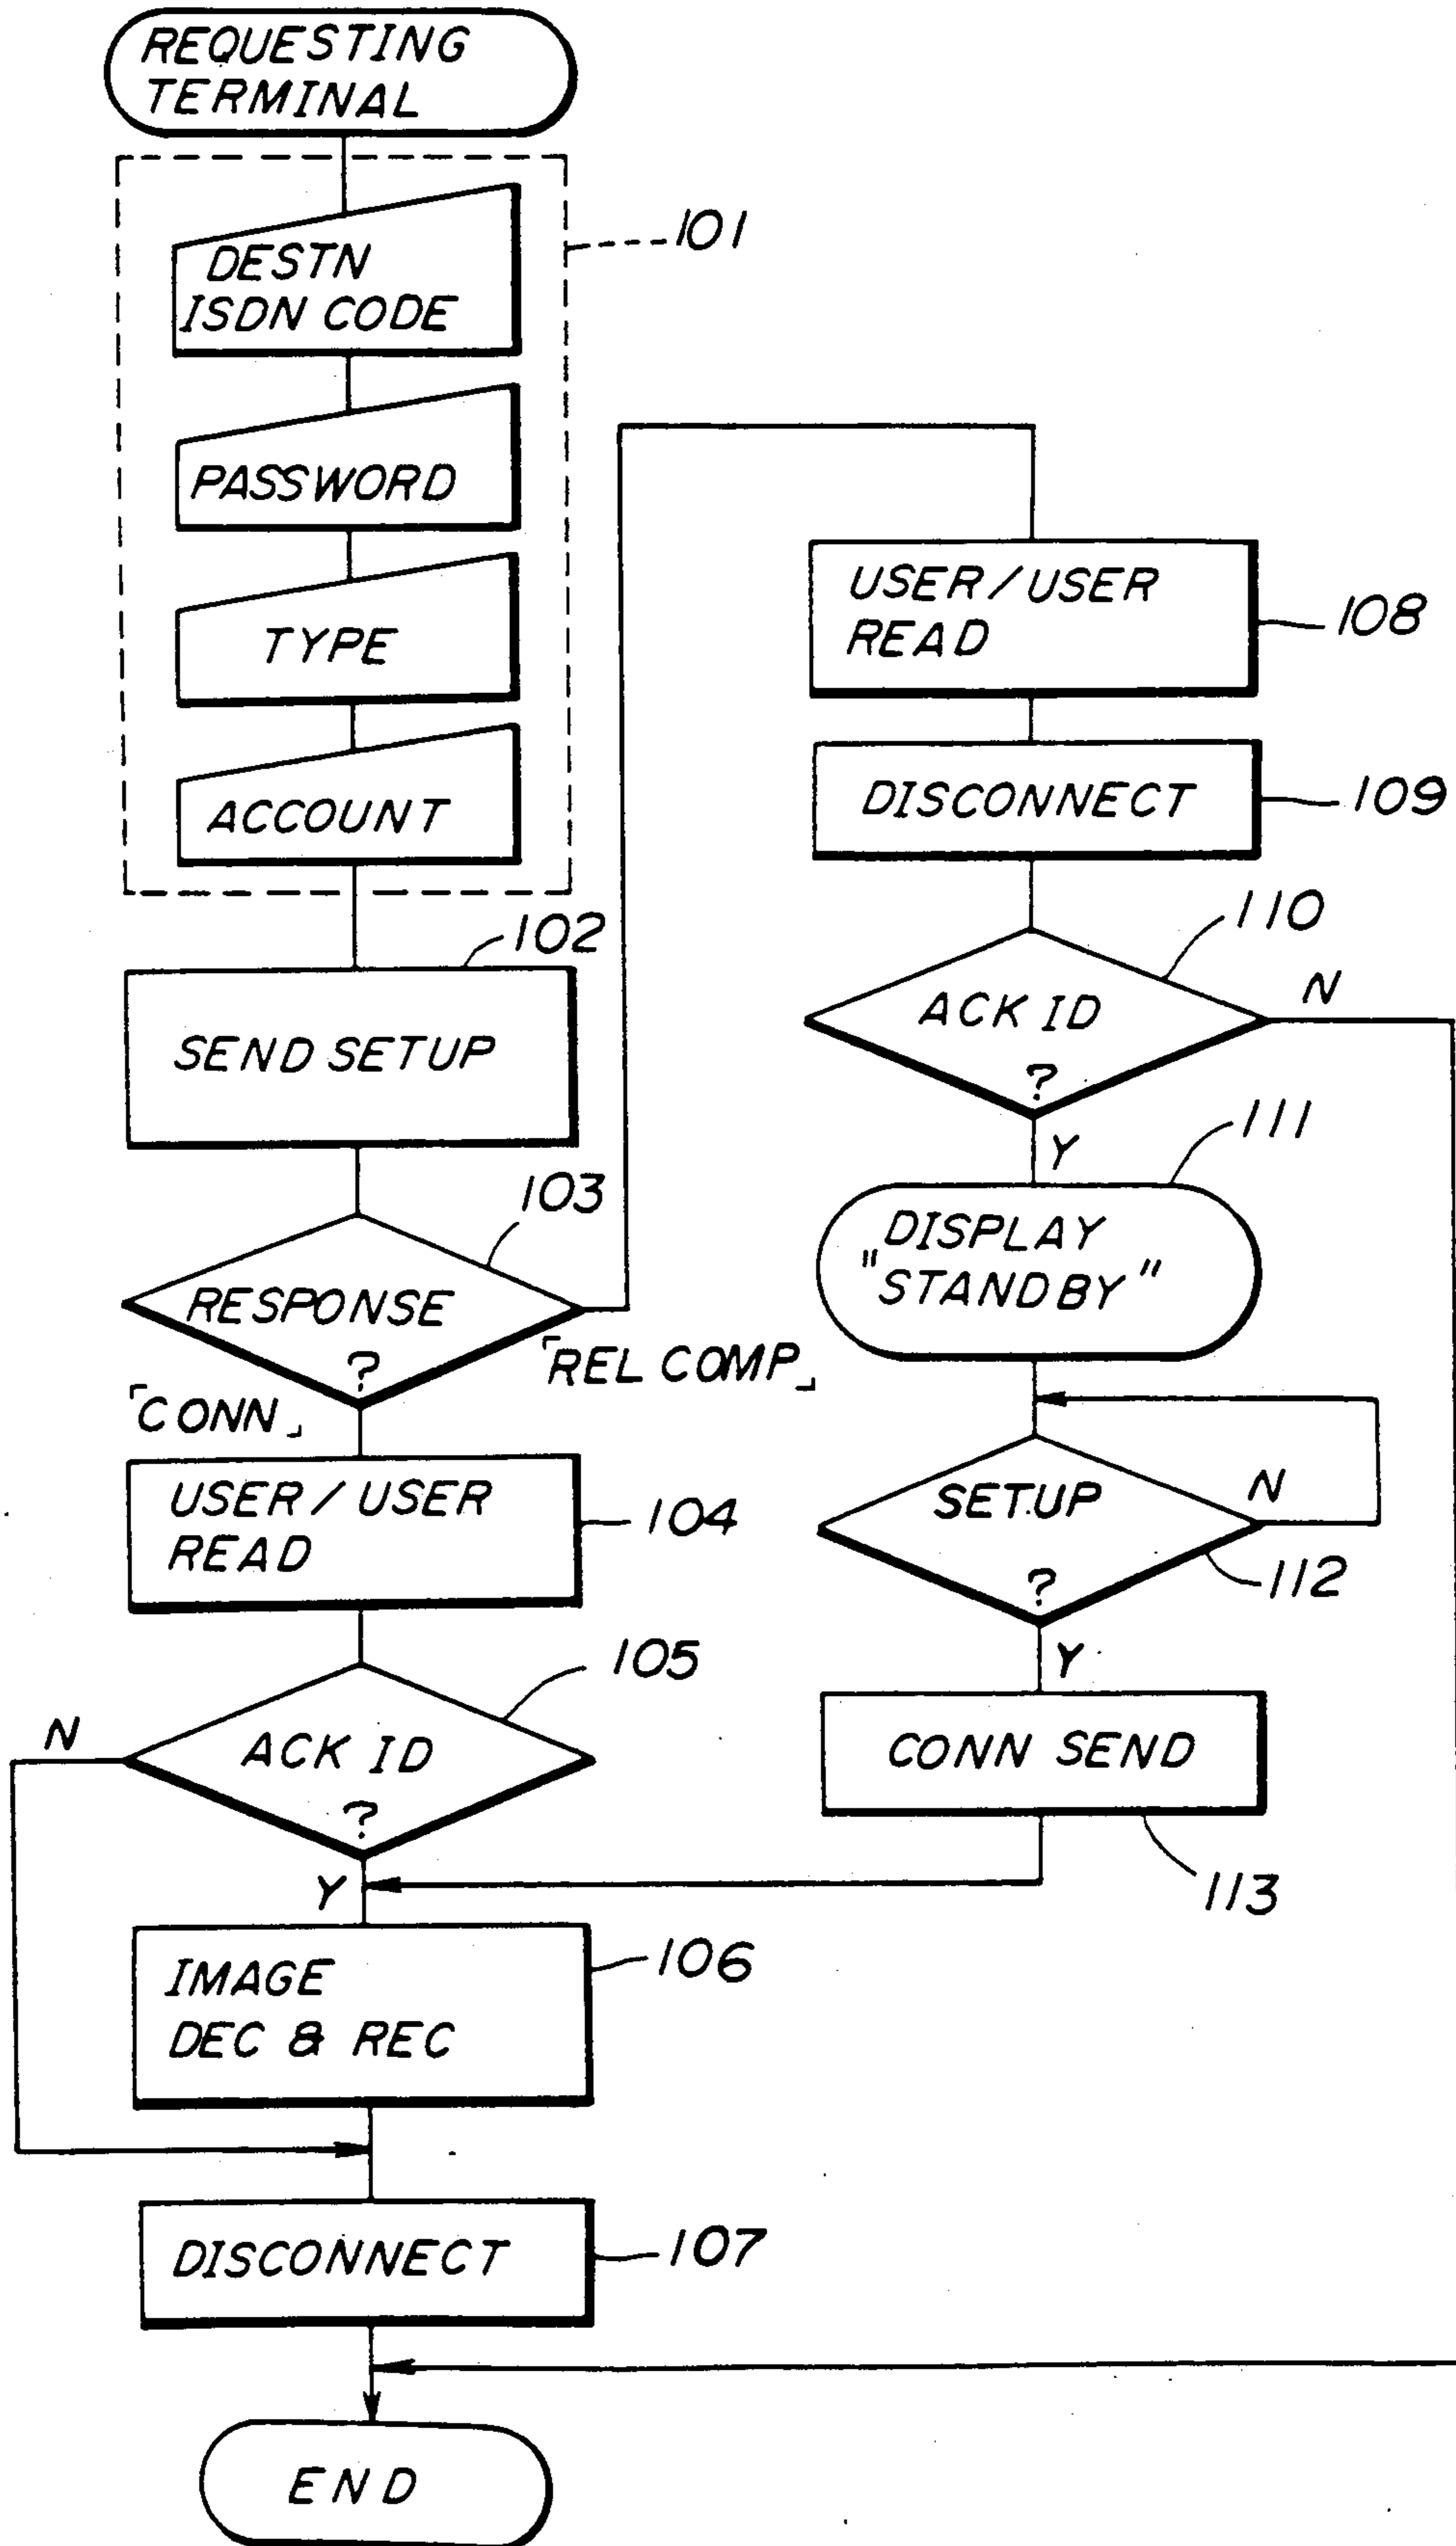 REQUESTING
TERMINAL
DESTN
ISDN CODE
101
PASSWORD
TYPE
ACCOUNT
102
SEND SETUP
103
RESPONSE
?
「REL COMP」
「CONN」
USER/USER
READ
104
105
N
ACK ID
?
Y
IMAGE
DEC & REC
106
DISCONNECT
107
END
USER/USER
READ
108
DISCONNECT
109
110
ACK ID
?
N
Y
111
DISPLAY
"STANDBY"
SETUP
?
N
112
Y
CONN SEND
113